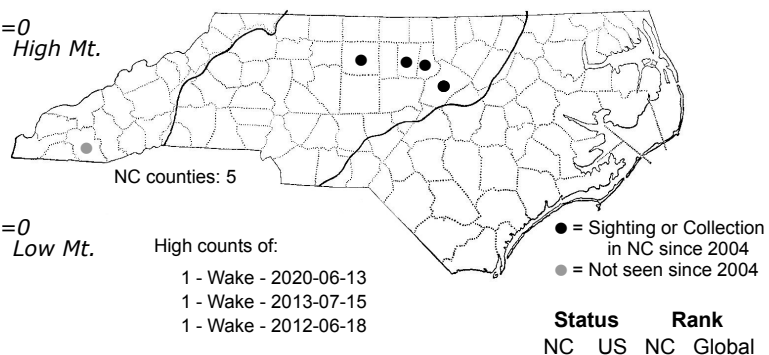 =0
High Mt.
NC counties: 5
=0
Low Mt.
High counts of:
1 - Wake - 2020-06-13
1 - Wake - 2013-07-15
1 - Wake - 2012-06-18
= Sighting or Collection
in NC since 2004
= Not seen since 2004
Status Rank
NC US NC Global